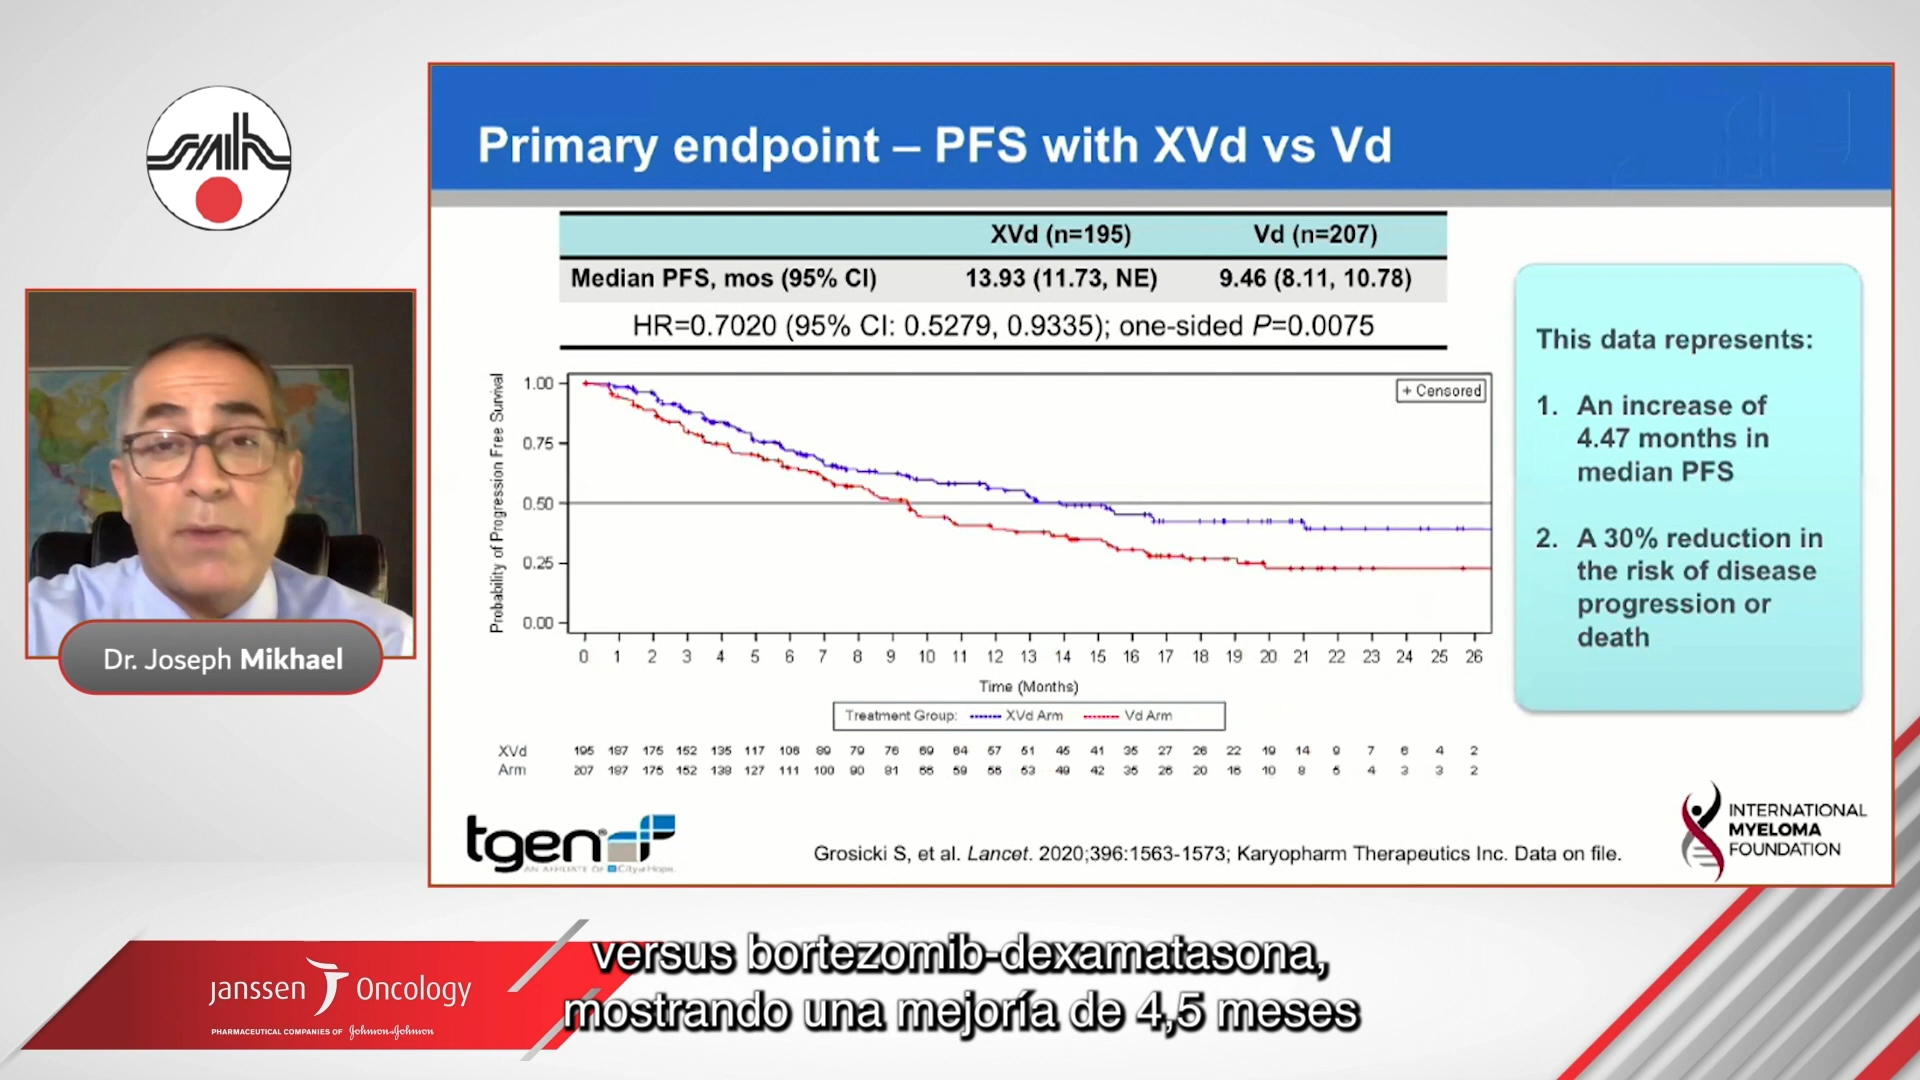 Primary endpoint – PFS with XVd vs Vd
XVd (n=195) Vd (n=207)
Median PFS, mos (95% CI) 13.93 (11.73, NE) 9.46 (8.11, 10.78)
HR=0.7020 (95% CI: 0.5279, 0.9335); one-sided P=0.0075
Probability of Progression Free Survival
1.00
0.75
0.50
0.25
0.00
+ Censored
0 1 2 3 4 5 6 7 8 9 10 11 12 13 14 15 16 17 18 19 20 21 22 23 24 25 26
Time (Months)
Treatment Group: XVd Arm Vd Arm
XVd 195 187 175 152 135 117 106 89 79 76 69 64 57 51 45 41 35 27 26 22 19 14 9 7 6 4 2
Arm 207 187 175 152 138 127 111 100 90 81 66 59 56 53 49 42 35 26 20 16 10 8 5 4 3 3 2
This data represents:
1. An increase of
4.47 months in
median PFS
2. A 30% reduction in
the risk of disease
progression or
death
smlh
Dr. Joseph Mikhael
tgen
AN AFFILIATE OF City of Hope
Grosicki S, et al. Lancet. 2020;396:1563-1573; Karyopharm Therapeutics Inc. Data on file.
INTERNATIONAL
MYELOMA
FOUNDATION
janssen Oncology
PHARMACEUTICAL COMPANIES OF Johnson&Johnson
versus bortezomib-dexamatasona,
mostrando una mejoría de 4,5 meses